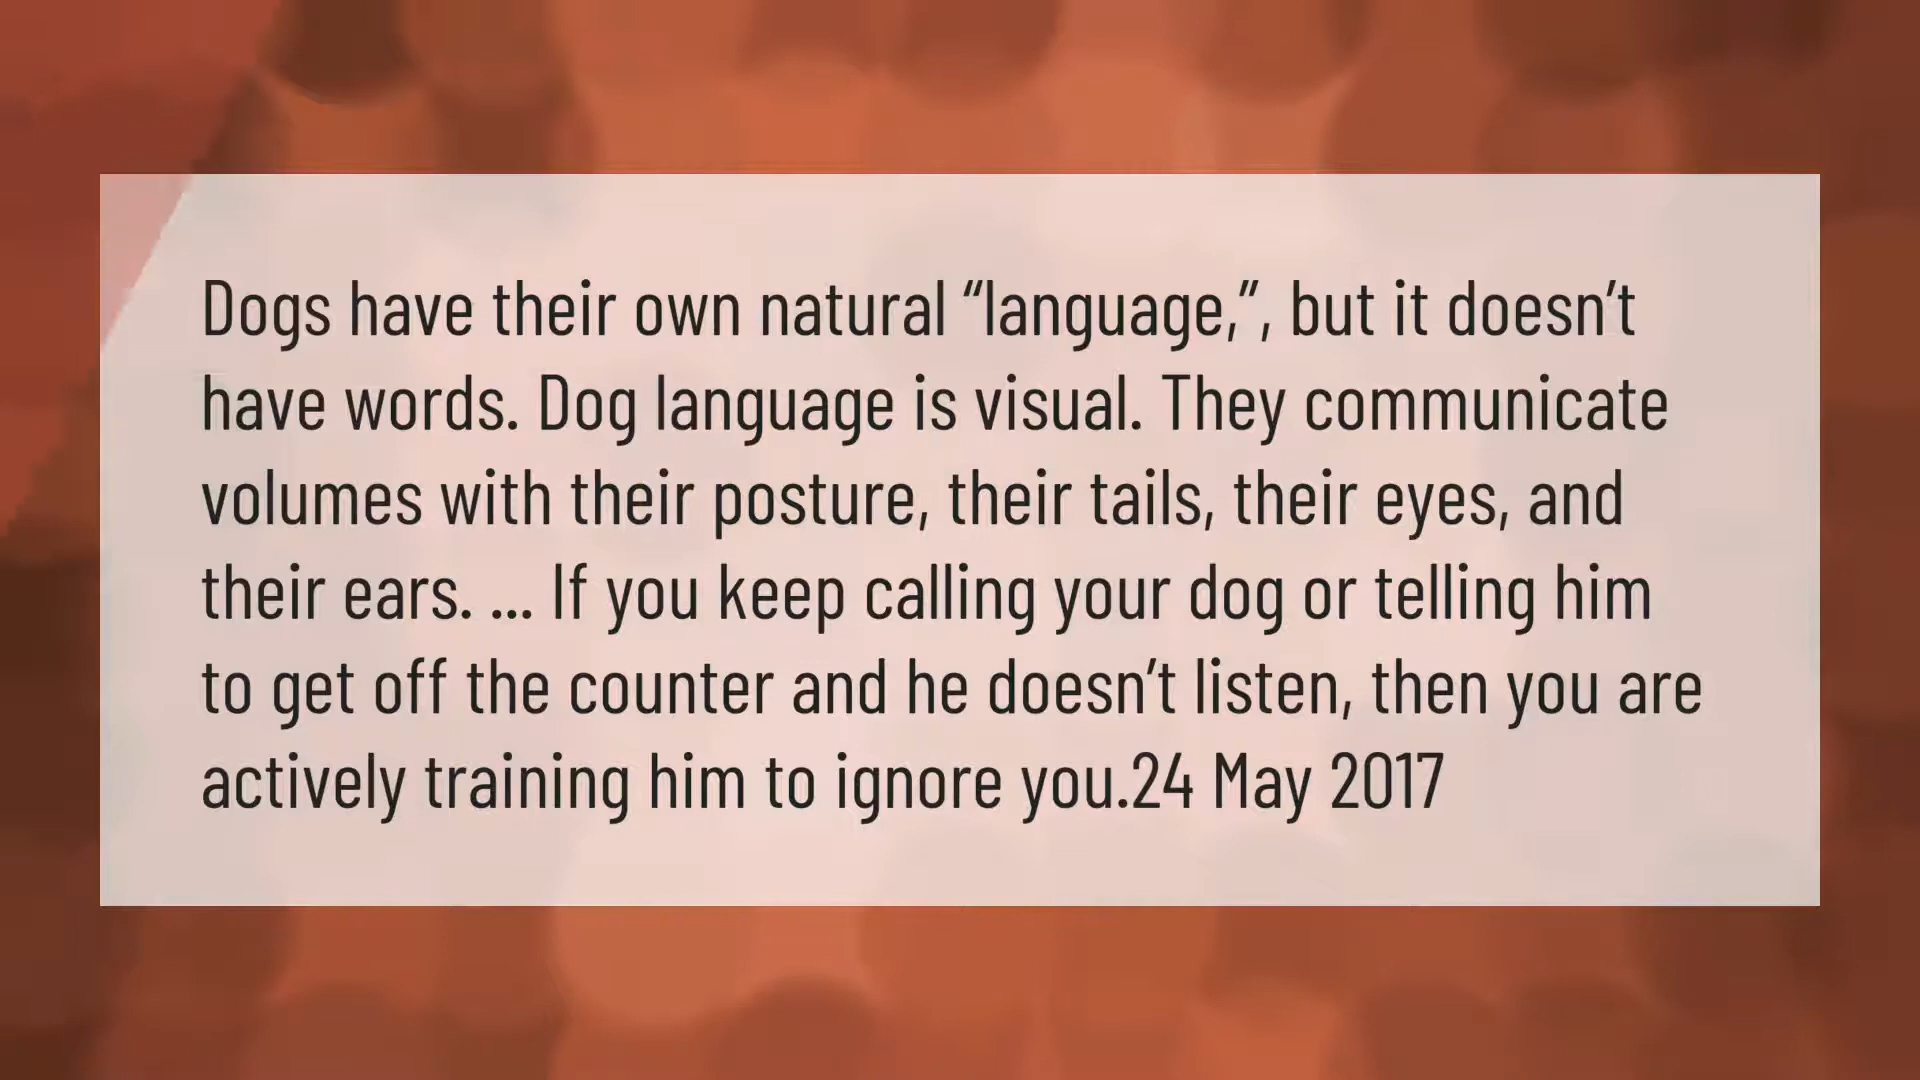 Dogs have their own natural “language,”, but it doesn’t
have words. Dog language is visual. They communicate
volumes with their posture, their tails, their eyes, and
their ears. ... If you keep calling your dog or telling him
to get off the counter and he doesn’t listen, then you are
actively training him to ignore you.24 May 2017